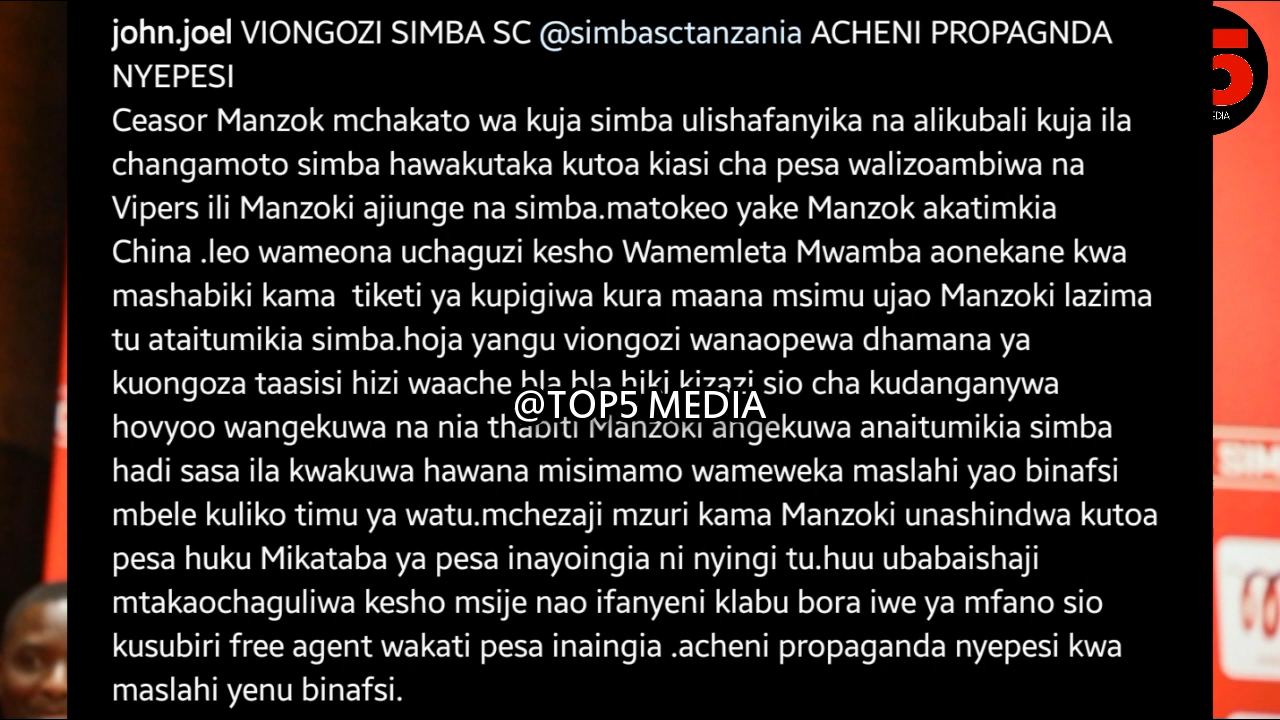 john.joel VIONGOZI SIMBA SC @simbasctanzania ACHENI PROPAGNDA
NYEPESI
Ceasor Manzok mchakato wa kuja simba ulishafanyika na alikubali kuja ila
changamoto simba hawakutaka kutoa kiasi cha pesa walizoambiwa na
Vipers ili Manzoki ajiunge na simba.matokeo yake Manzok akatimkia
China .leo wameona uchaguzi kesho Wamemleta Mwamba aonekane kwa
mashabiki kama tiketi ya kupigiwa kura maana msimu ujao Manzoki lazima
tu ataitumikia simba.hoja yangu viongozi wanaopewa dhamana ya
kuongoza taasisi hizi waache bla bla hiki kizazi sio cha kudanganywa
@TOP5 MEDIA
hovyoo wangekuwa na nia thabiti Manzoki angekuwa anaitumikia simba
hadi sasa ila kwakuwa hawana misimamo wameweka maslahi yao binafsi
mbele kuliko timu ya watu.mchezaji mzuri kama Manzoki unashindwa kutoa
pesa huku Mikataba ya pesa inayoingia ni nyingi tu.huu ubabaishaji
mtakaochaguliwa kesho msije nao ifanyeni klabu bora iwe ya mfano sio
kusubiri free agent wakati pesa inaingia .acheni propaganda nyepesi kwa
maslahi yenu binafsi.
5